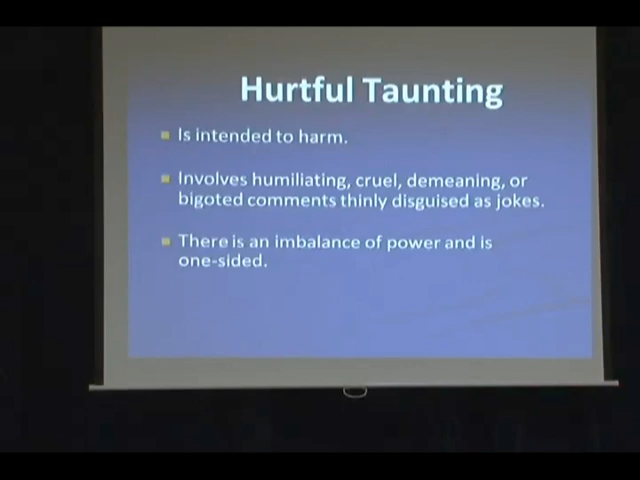 Hurtful Taunting
Is intended to harm.
Involves humiliating, cruel, demeaning, or
bigoted comments thinly disguised as jokes.
There is an imbalance of power and is
one-sided.